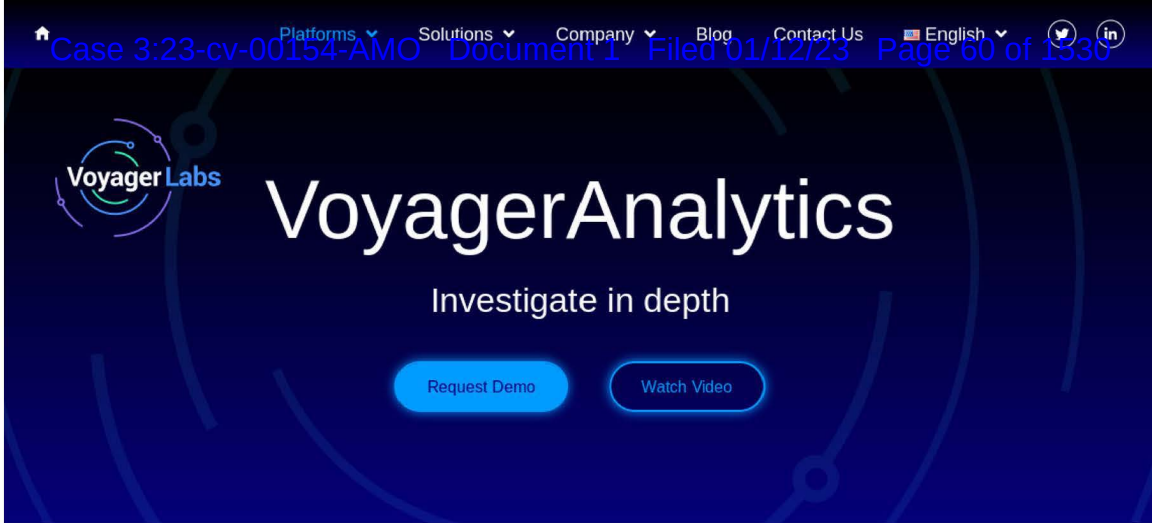 Platforms Solutions Company Blog Contact Us English
Case 3:23-cv-00154-AMO Document 1 Filed 01/12/23 Page 60 of 1530
Voyager Labs
VoyagerAnalytics
Investigate in depth
Request Demo Watch Video